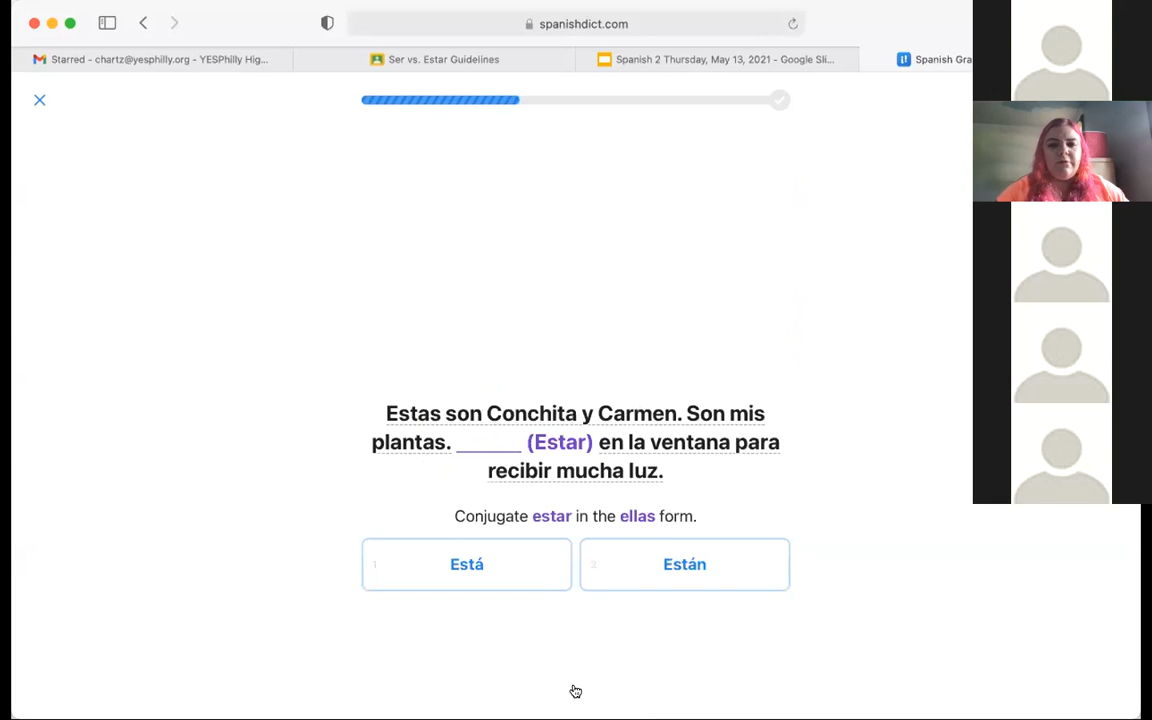 spanishdict.com
Starred - chartz@yesphilly.org - YESPhilly Hig...
Ser vs. Estar Guidelines
Spanish 2 Thursday, May 13, 2021 - Google Sli...
Spanish Gra
Estas son Conchita y Carmen. Son mis
plantas. ______ (Estar) en la ventana para
recibir mucha luz.
Conjugate estar in the ellas form.
1 Está
2 Están